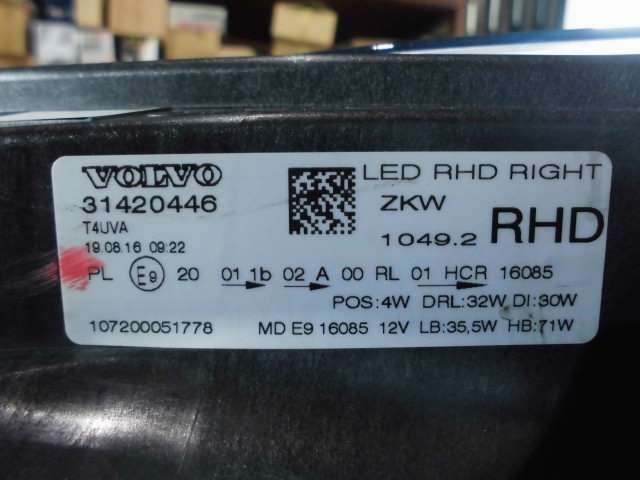 VOLVO
31420446
T4UVA
19.08.16 09:22
LED RHD RIGHT
ZKW
1049.2
RHD
PL E9 20 01 1b 02 A 00 RL 01 HCR 16085
POS:4W DRL:32W DI:30W
107200051778 MD E9 16085 12V LB:35,5W HB:71W